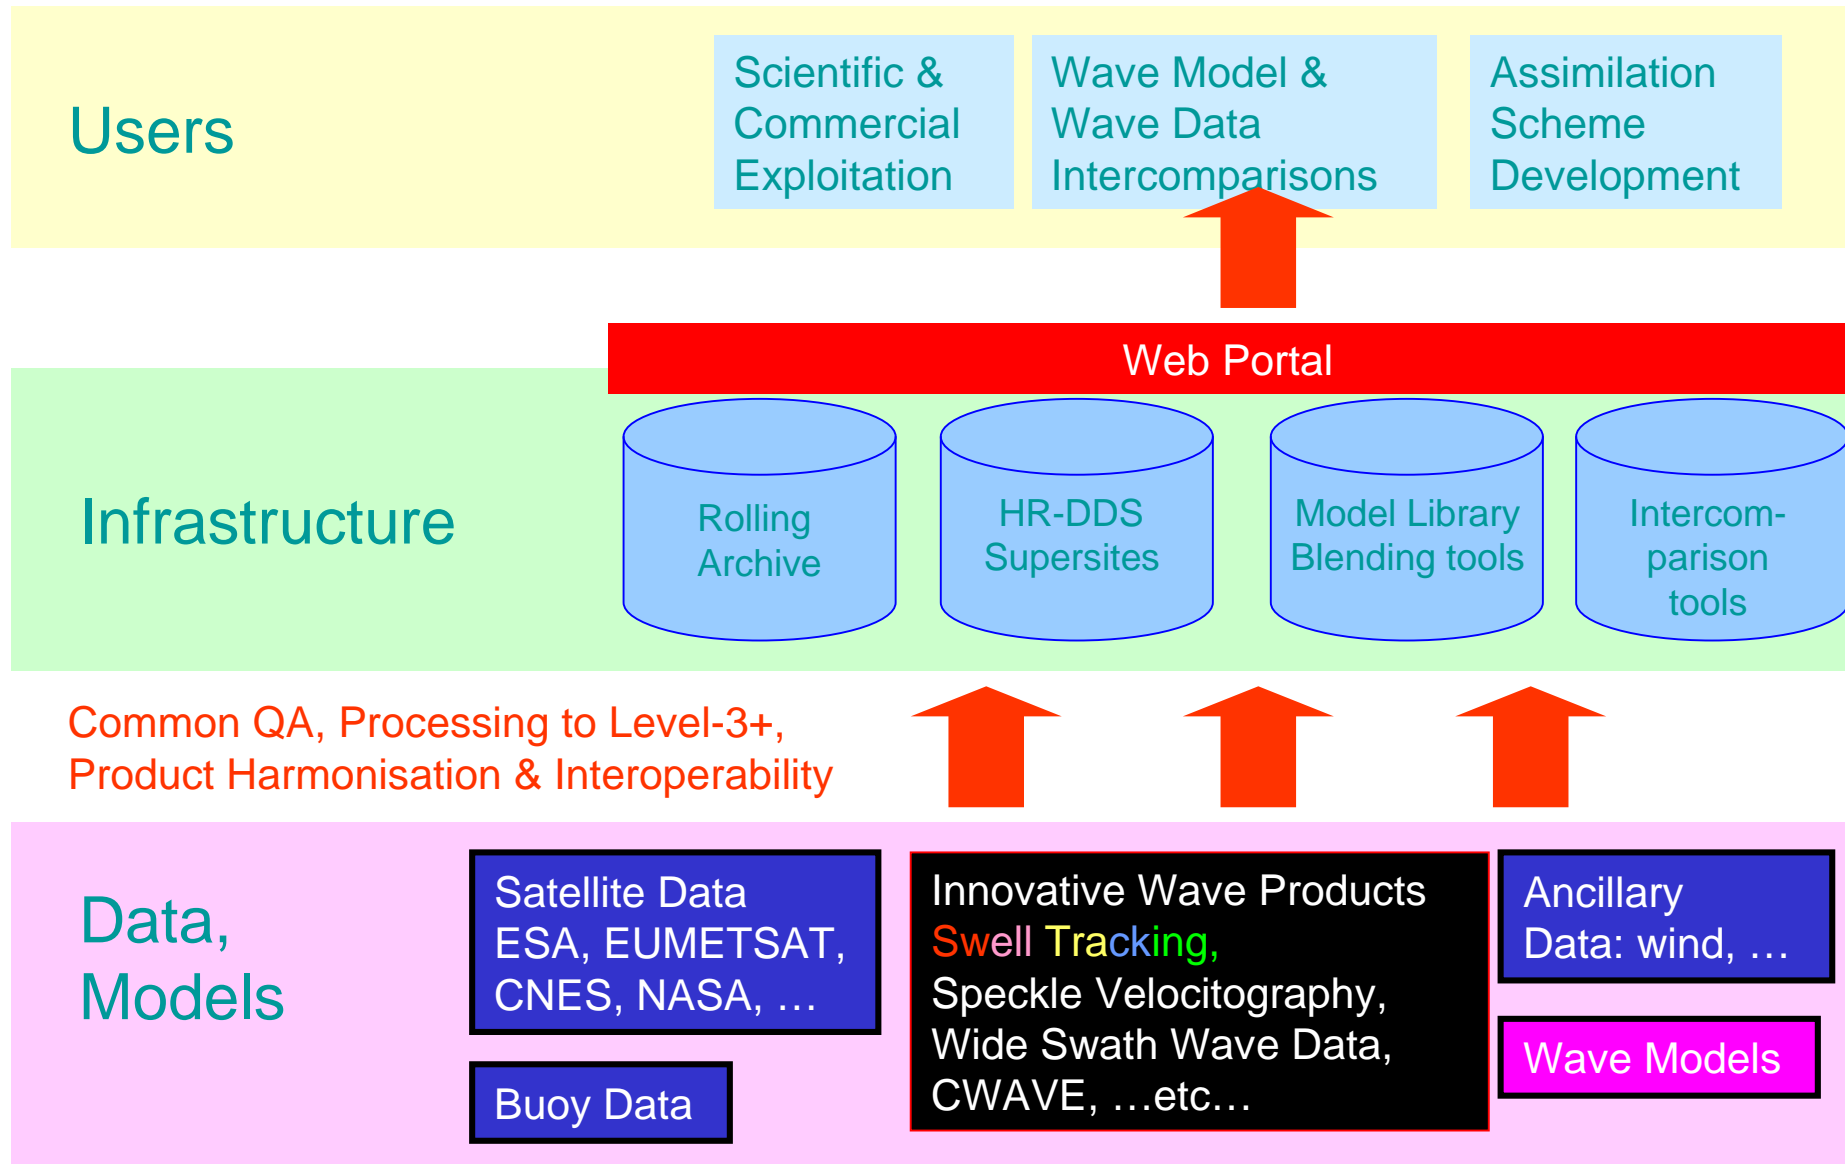 Users
Scientific &
Commercial
Exploitation
Wave Model &
Wave Data
Intercomparisons
Assimilation
Scheme
Development
Web Portal
Infrastructure
Rolling
Archive
HR-DDS
Supersites
Model Library
Blending tools
Intercom-
parison
tools
Common QA, Processing to Level-3+,
Product Harmonisation & Interoperability
Data,
Models
Satellite Data
ESA, EUMETSAT,
CNES, NASA, …
Buoy Data
Innovative Wave Products
Swell Tracking,
Speckle Velocitography,
Wide Swath Wave Data,
CWAVE, …etc…
Ancillary
Data: wind, …
Wave Models